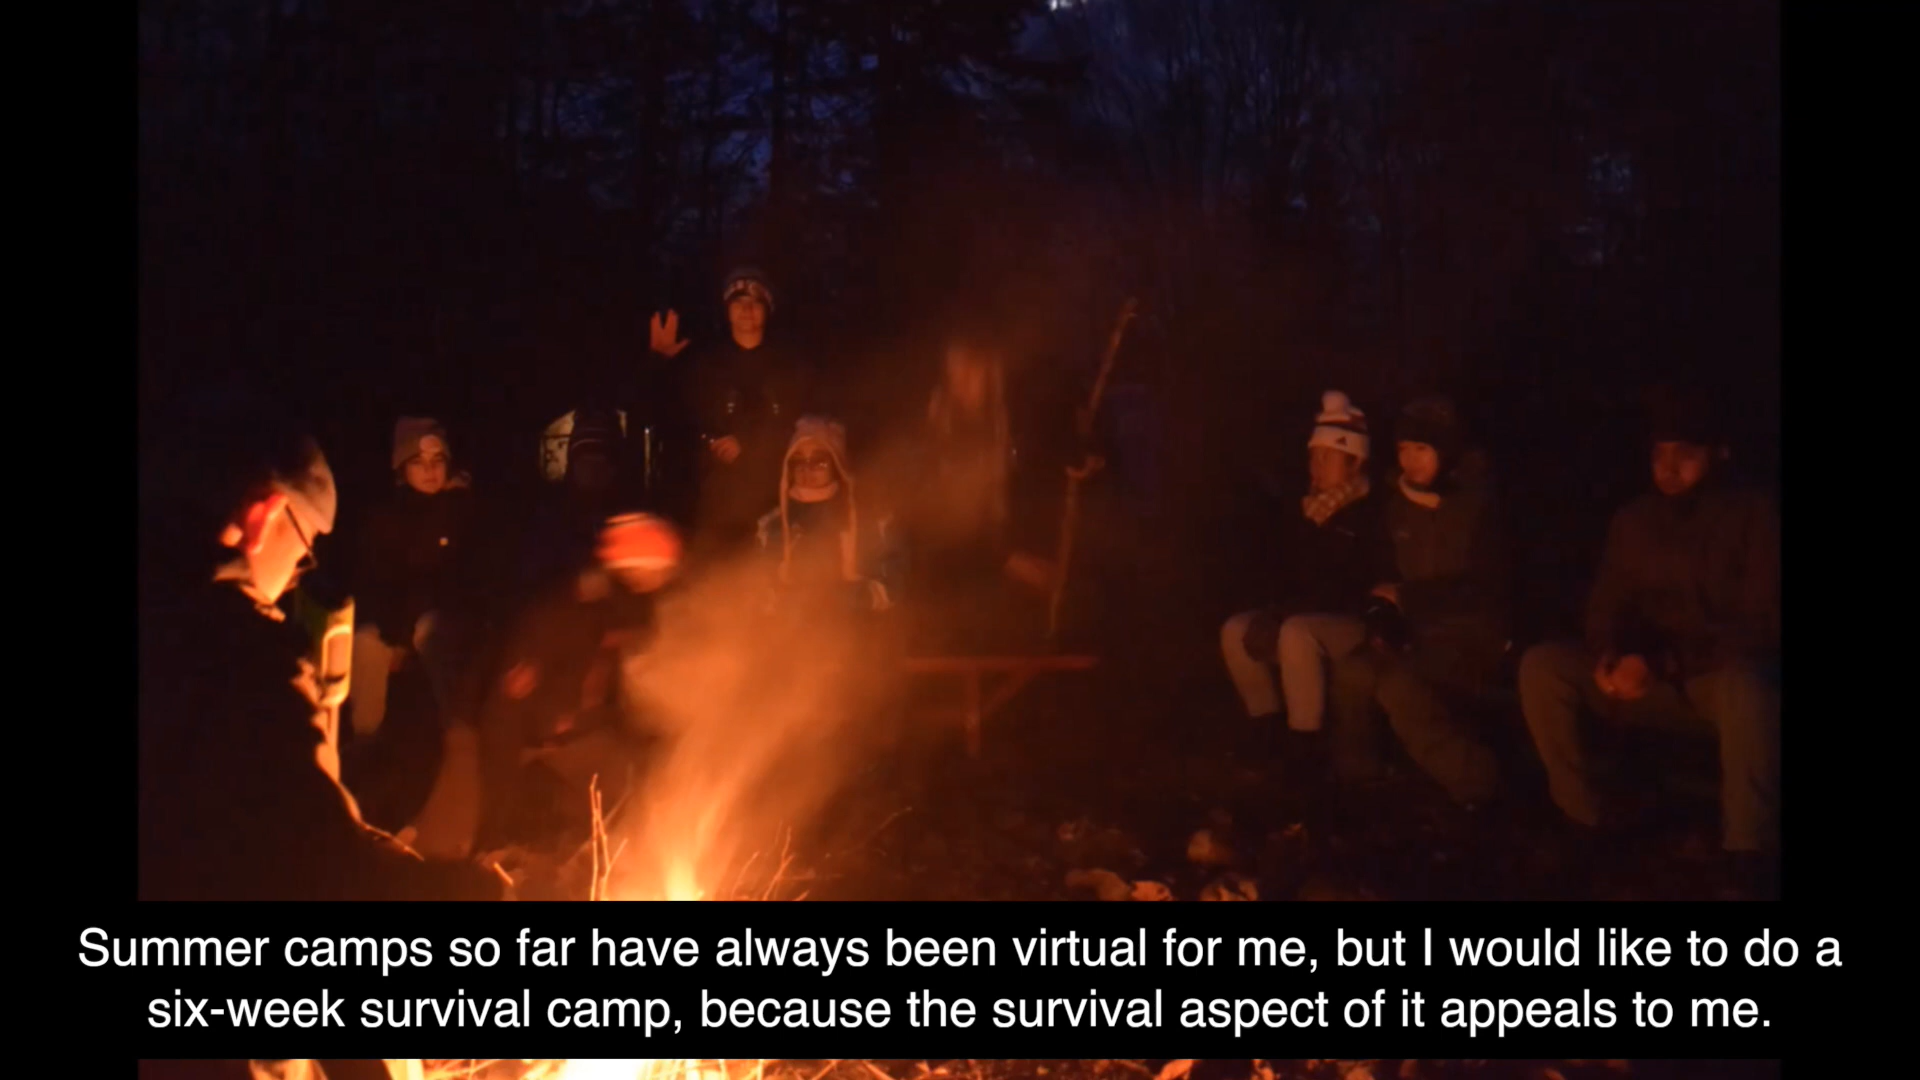 Summer camps so far have always been virtual for me, but I would like to do a
six-week survival camp, because the survival aspect of it appeals to me.